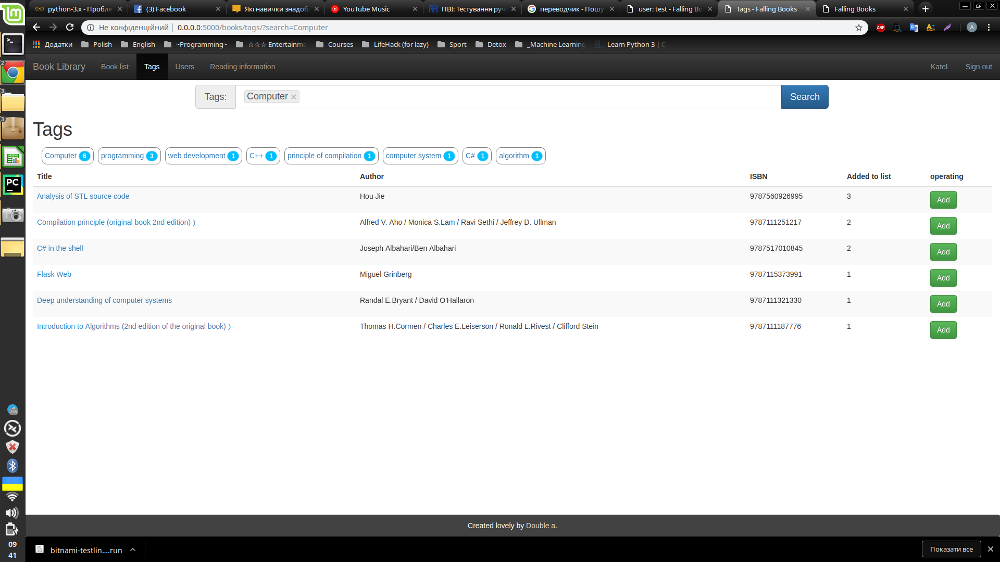 python-3.x - Пробле
(3) Facebook
Які навички знадоб
YouTube Music
ПВІ: Тестування руч
переводчик - Пошу
user: test - Falling Bo
Tags - Falling Books
Falling Books
Не конфіденційний
0.0.0.0:5000/books/tags/?search=Computer
ABP
A
Додатки
Polish
English
~Programming~
☆☆☆ Entertainme
Courses
LifeHack (for lazy)
Sport
Detox
_Machine Learning
Learn Python 3 | C
Book Library
Book list
Tags
Users
Reading information
KateL
Sign out
Tags:
Computer
Search
Tags
Computer 6
programming 3
web development 1
C++ 1
principle of compilation 1
computer system 1
C# 1
algorithm 1
Title Author ISBN Added to list operating
Analysis of STL source code Hou Jie 9787560926995 3 Add
Compilation principle (original book 2nd edition) ) Alfred V. Aho / Monica S.Lam / Ravi Sethi / Jeffrey D. Ullman 9787111251217 2 Add
C# in the shell Joseph Albahari/Ben Albahari 9787517010845 2 Add
Flask Web Miguel Grinberg 9787115373991 1 Add
Deep understanding of computer systems Randal E.Bryant / David O'Hallaron 9787111321330 1 Add
Introduction to Algorithms (2nd edition of the original book) ) Thomas H.Cormen / Charles E.Leiserson / Ronald L.Rivest / Clifford Stein 9787111187776 1 Add
Created lovely by Double a.
bitnami-testlin....run
Показати все
2
3
3
PC
255
09
41